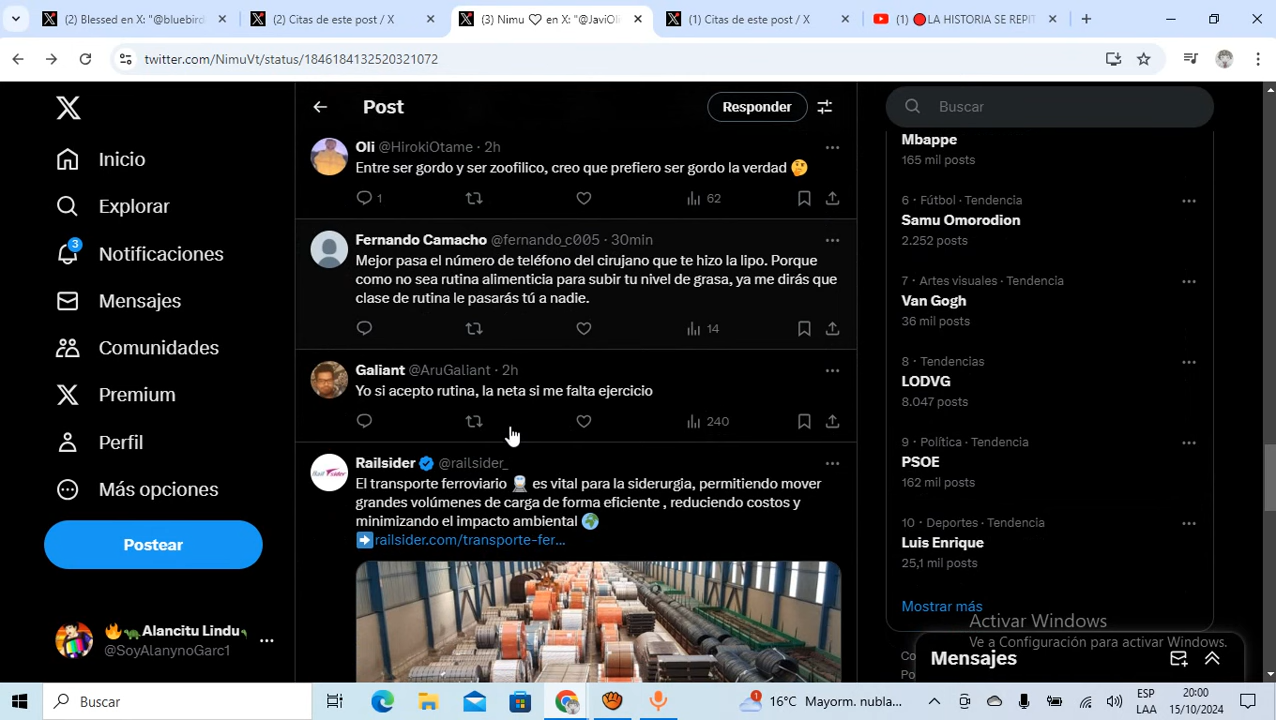 (2) Blessed en X: "@bluebird
(2) Citas de este post / X
(3) Nimu ♡ en X: "@JaviOli
(1) Citas de este post / X
(1) 🔴LA HISTORIA SE REPIT
twitter.com/NimuVt/status/1846184132520321072
Inicio
Explorar
3
Notificaciones
Mensajes
Comunidades
Premium
Perfil
Más opciones
Postear
🔥🦎Alancitu Lindu
@SoyAlanynoGarc1
Post
Responder
Oli @HirokiOtame · 2h
Entre ser gordo y ser zoofilico, creo que prefiero ser gordo la verdad 🤔
1 62
Fernando Camacho @fernando_c005 · 30min
Mejor pasa el número de teléfono del cirujano que te hizo la lipo. Porque
como no sea rutina alimenticia para subir tu nivel de grasa, ya me dirás que
clase de rutina le pasarás tú a nadie.
14
Galiant @AruGaliant · 2h
Yo si acepto rutina, la neta si me falta ejercicio
240
Railsider @railsider_
El transporte ferroviario 🚆 es vital para la siderurgia, permitiendo mover
grandes volúmenes de carga de forma eficiente , reduciendo costos y
minimizando el impacto ambiental 🌍
➡️railsider.com/transporte-fer...
Buscar
Mbappe
165 mil posts
6 · Fútbol · Tendencia
Samu Omorodion
2.252 posts
7 · Artes visuales · Tendencia
Van Gogh
36 mil posts
8 · Tendencias
LODVG
8.047 posts
9 · Política · Tendencia
PSOE
162 mil posts
10 · Deportes · Tendencia
Luis Enrique
25,1 mil posts
Mostrar más
Activar Windows
Ve a Configuración para activar Windows.
Mensajes
Buscar
1
16°C Mayorm. nubla...
ESP
LAA
20:00
15/10/2024